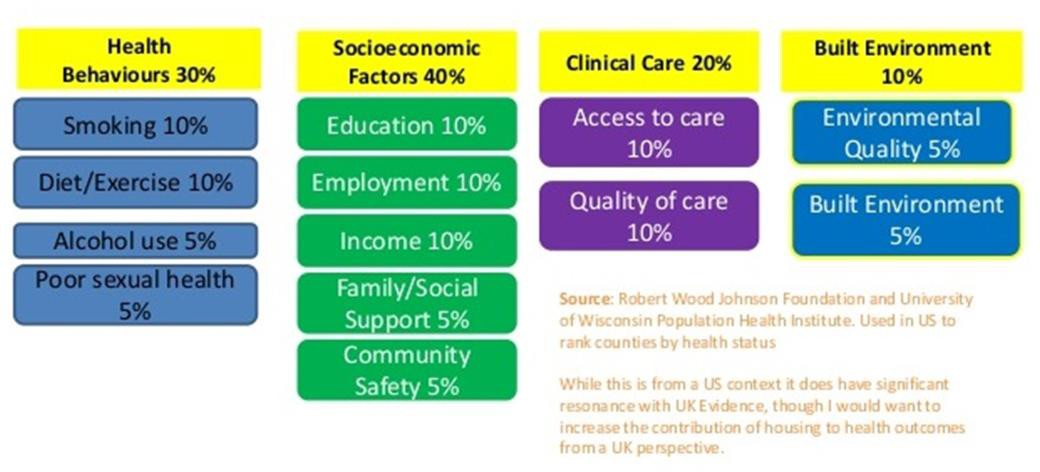 Health
Behaviours 30%
Smoking 10%
Diet/Exercise 10%
Alcohol use 5%
Poor sexual health
5%
Socioeconomic
Factors 40%
Education 10%
Employment 10%
Income 10%
Family/Social
Support 5%
Community
Safety 5%
Clinical Care 20%
Access to care
10%
Quality of care
10%
Built Environment
10%
Environmental
Quality 5%
Built Environment
5%
Source: Robert Wood Johnson Foundation and University
of Wisconsin Population Health Institute. Used in US to
rank counties by health status
While this is from a US context it does have significant
resonance with UK Evidence, though I would want to
increase the contribution of housing to health outcomes
from a UK perspective.